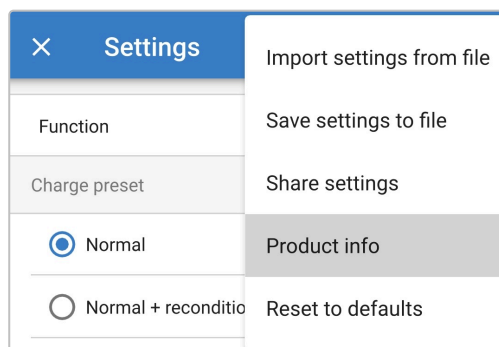 Settings
Import settings from file
Save settings to file
Function
Share settings
Charge preset
Product info
Normal
Reset to defaults
Normal + reconditio